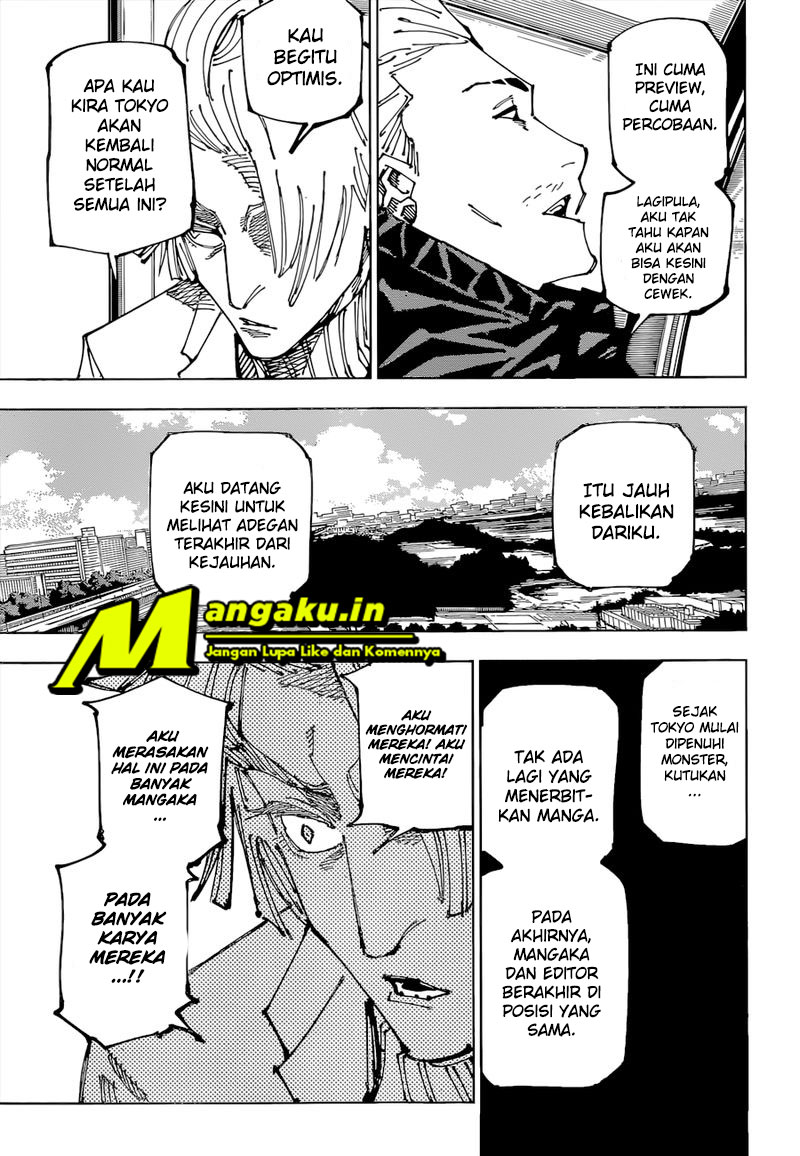 INI CUMA
PREVIEW,
CUMA
PERCOBAAN.
LAGIPULA,
AKU TAK
TAHU KAPAN
AKU AKAN
BISA KESINI
DENGAN
CEWEK.
KAU
BEGITU
OPTIMIS.
APA KAU
KIRA TOKYO
AKAN
KEMBALI
NORMAL
SETELAH
SEMUA INI?
ITU JAUH
KEBALIKAN
DARIKU.
AKU DATANG
KESINI UNTUK
MELIHAT ADEGAN
TERAKHIR DARI
KEJAUHAN.
Mangaku.in
Jangan Lupa Like dan Komennya
SEJAK
TOKYO MULAI
DIPENUHI
MONSTER,
KUTUKAN
...
TAK ADA
LAGI YANG
MENERBIT-
KAN MANGA.
PADA
AKHIRNYA,
MANGAKA
DAN EDITOR
BERAKHIR DI
POSISI YANG
SAMA.
AKU
MENGHORMATI
MEREKA! AKU
MENCINTAI
MEREKA!
AKU
MERASAKAN
HAL INI PADA
BANYAK
MANGAKA
...
PADA
BANYAK
KARYA
MEREKA
...!!